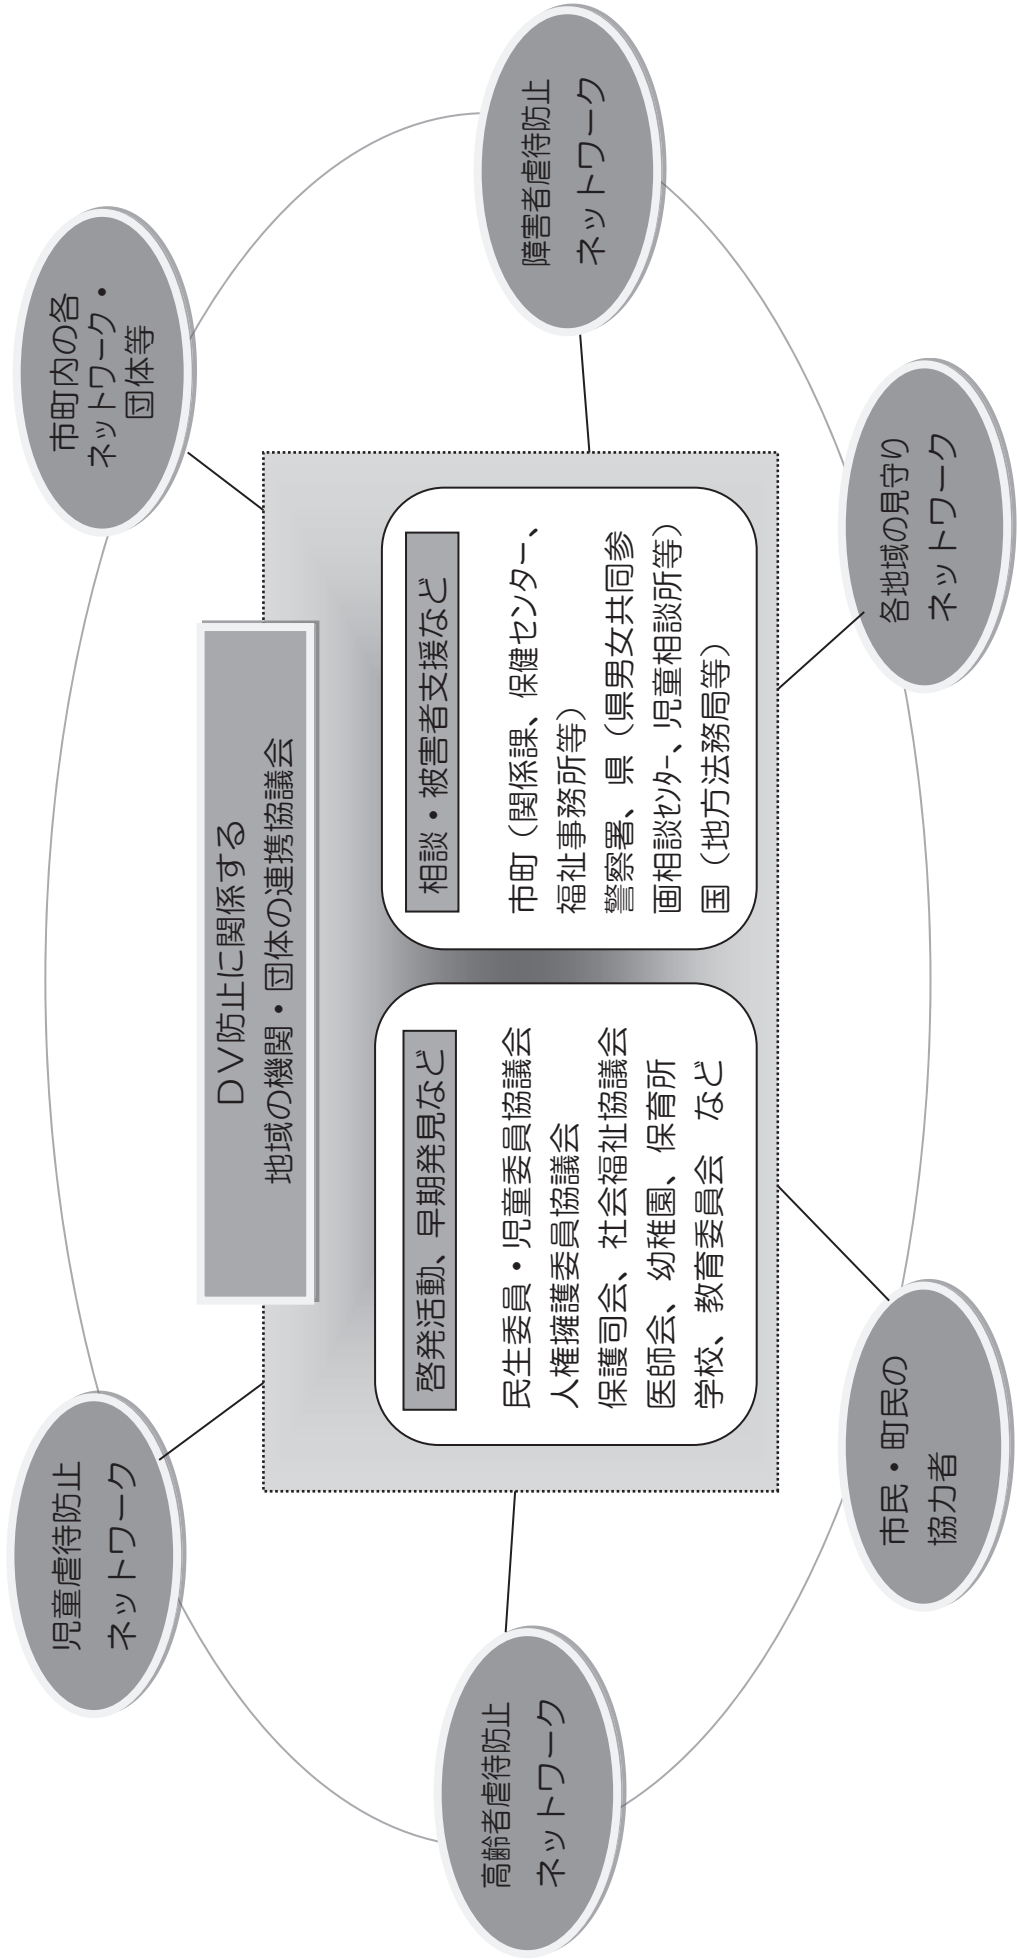 DV防止に関係する
地域の機関・団体の連携協議会
児童虐待防止
ネットワーク
市町内の各
ネットワーク・
団体等
高齢者虐待防止
ネットワーク
啓発活動、早期発見など
民生委員・児童委員協議会
人権擁護委員協議会
保護司会、社会福祉協議会
医師会、幼稚園、保育所
学校、教育委員会　など
相談・被害者支援など
市町（関係課、保健センター、
福祉事務所等）
警察署、県（県男女共同参
画相談ｾﾝﾀｰ、児童相談所等）
国（地方法務局等）
障害者虐待防止
ネットワーク
市民・町民の
協力者
各地域の見守り
ネットワーク